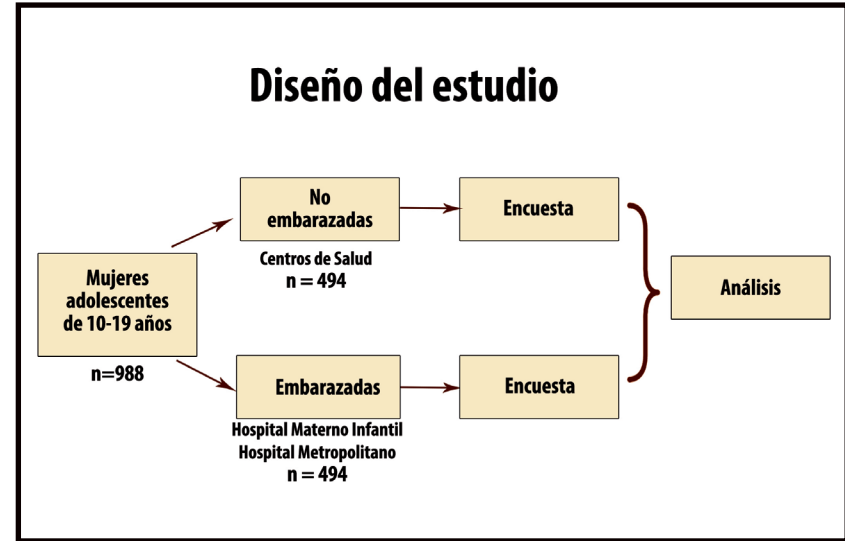 Diseño del estudio
No
embarazadas
Encuesta
Centros de Salud
n = 494
Mujeres
adolescentes
de 10-19 años
n=988
Análisis
Embarazadas
Encuesta
Hospital Materno Infantil
Hospital Metropolitano
n = 494